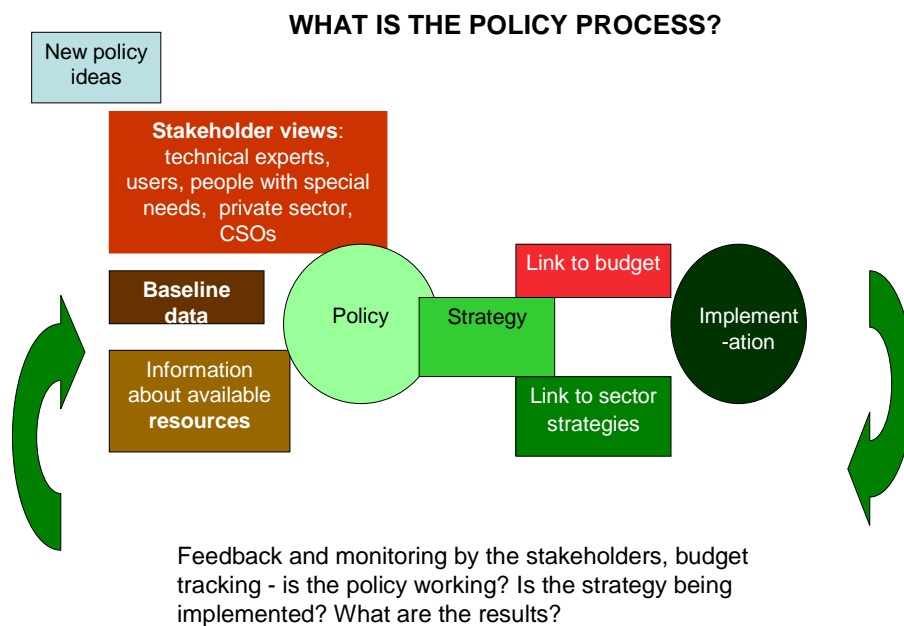 WHAT IS THE POLICY PROCESS?
New policy
ideas
Stakeholder views:
technical experts,
users, people with special
needs, private sector,
CSOs
Baseline
data
Information
about available
resources
Policy
Strategy
Link to budget
Link to sector
strategies
Implement
-ation
Feedback and monitoring by the stakeholders, budget
tracking - is the policy working? Is the strategy being
implemented? What are the results?